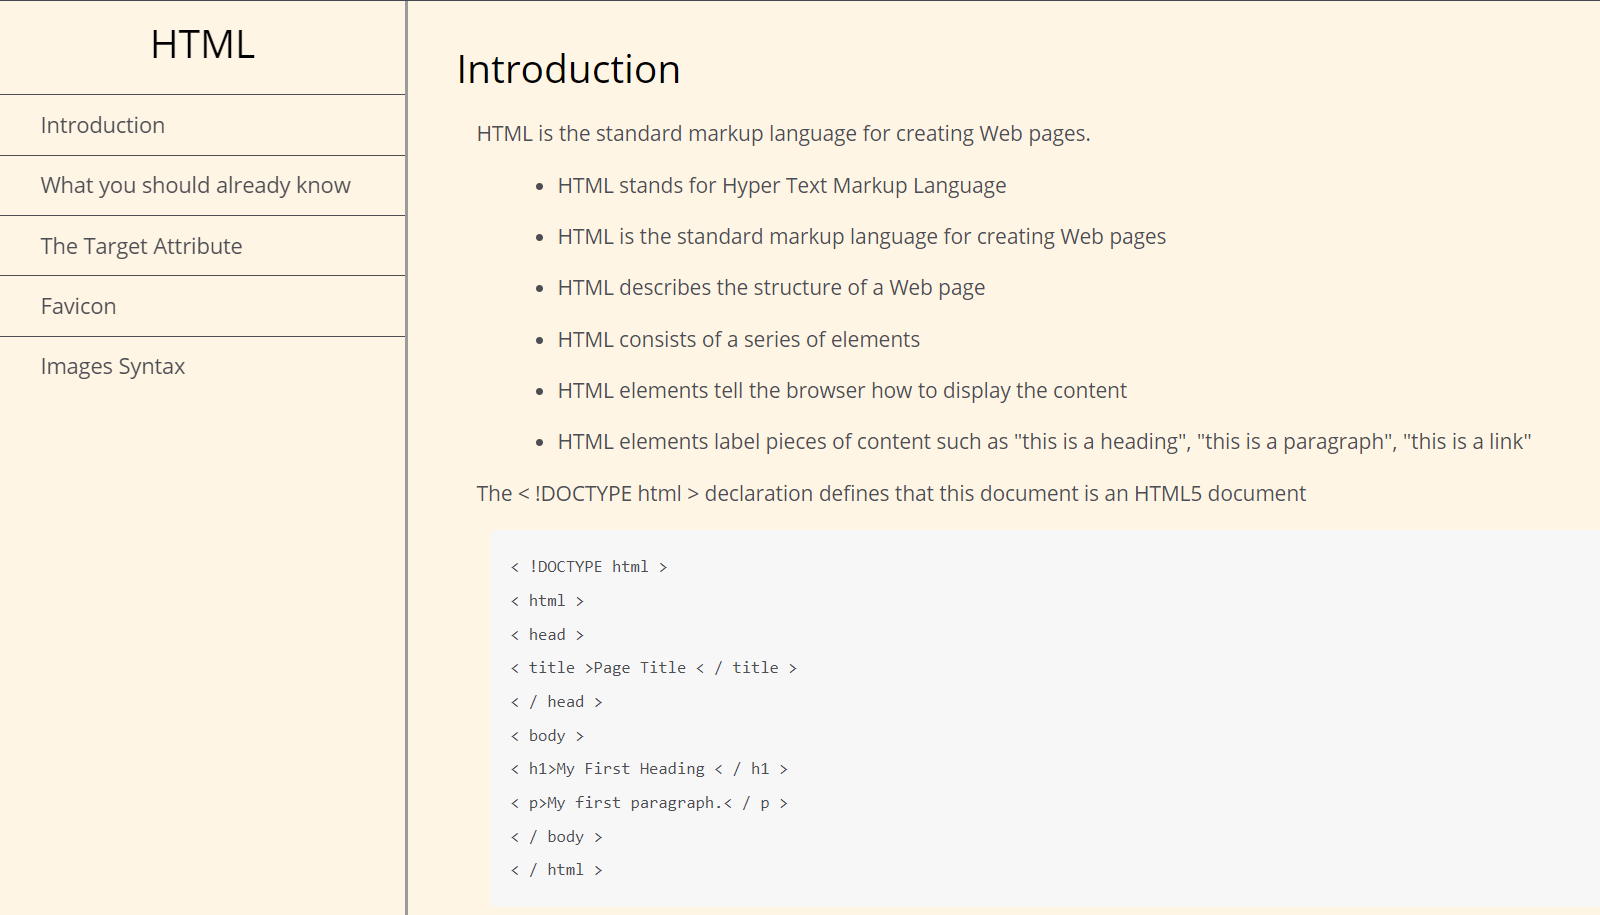 HTML
Introduction
What you should already know
The Target Attribute
Favicon
Images Syntax
Introduction
HTML is the standard markup language for creating Web pages.
• HTML stands for Hyper Text Markup Language
• HTML is the standard markup language for creating Web pages
• HTML describes the structure of a Web page
• HTML consists of a series of elements
• HTML elements tell the browser how to display the content
• HTML elements label pieces of content such as "this is a heading", "this is a paragraph", "this is a link"
The < !DOCTYPE html > declaration defines that this document is an HTML5 document
< !DOCTYPE html >
< html >
< head >
< title >Page Title < / title >
< / head >
< body >
< h1>My First Heading < / h1 >
< p>My first paragraph.< / p >
< / body >
< / html >